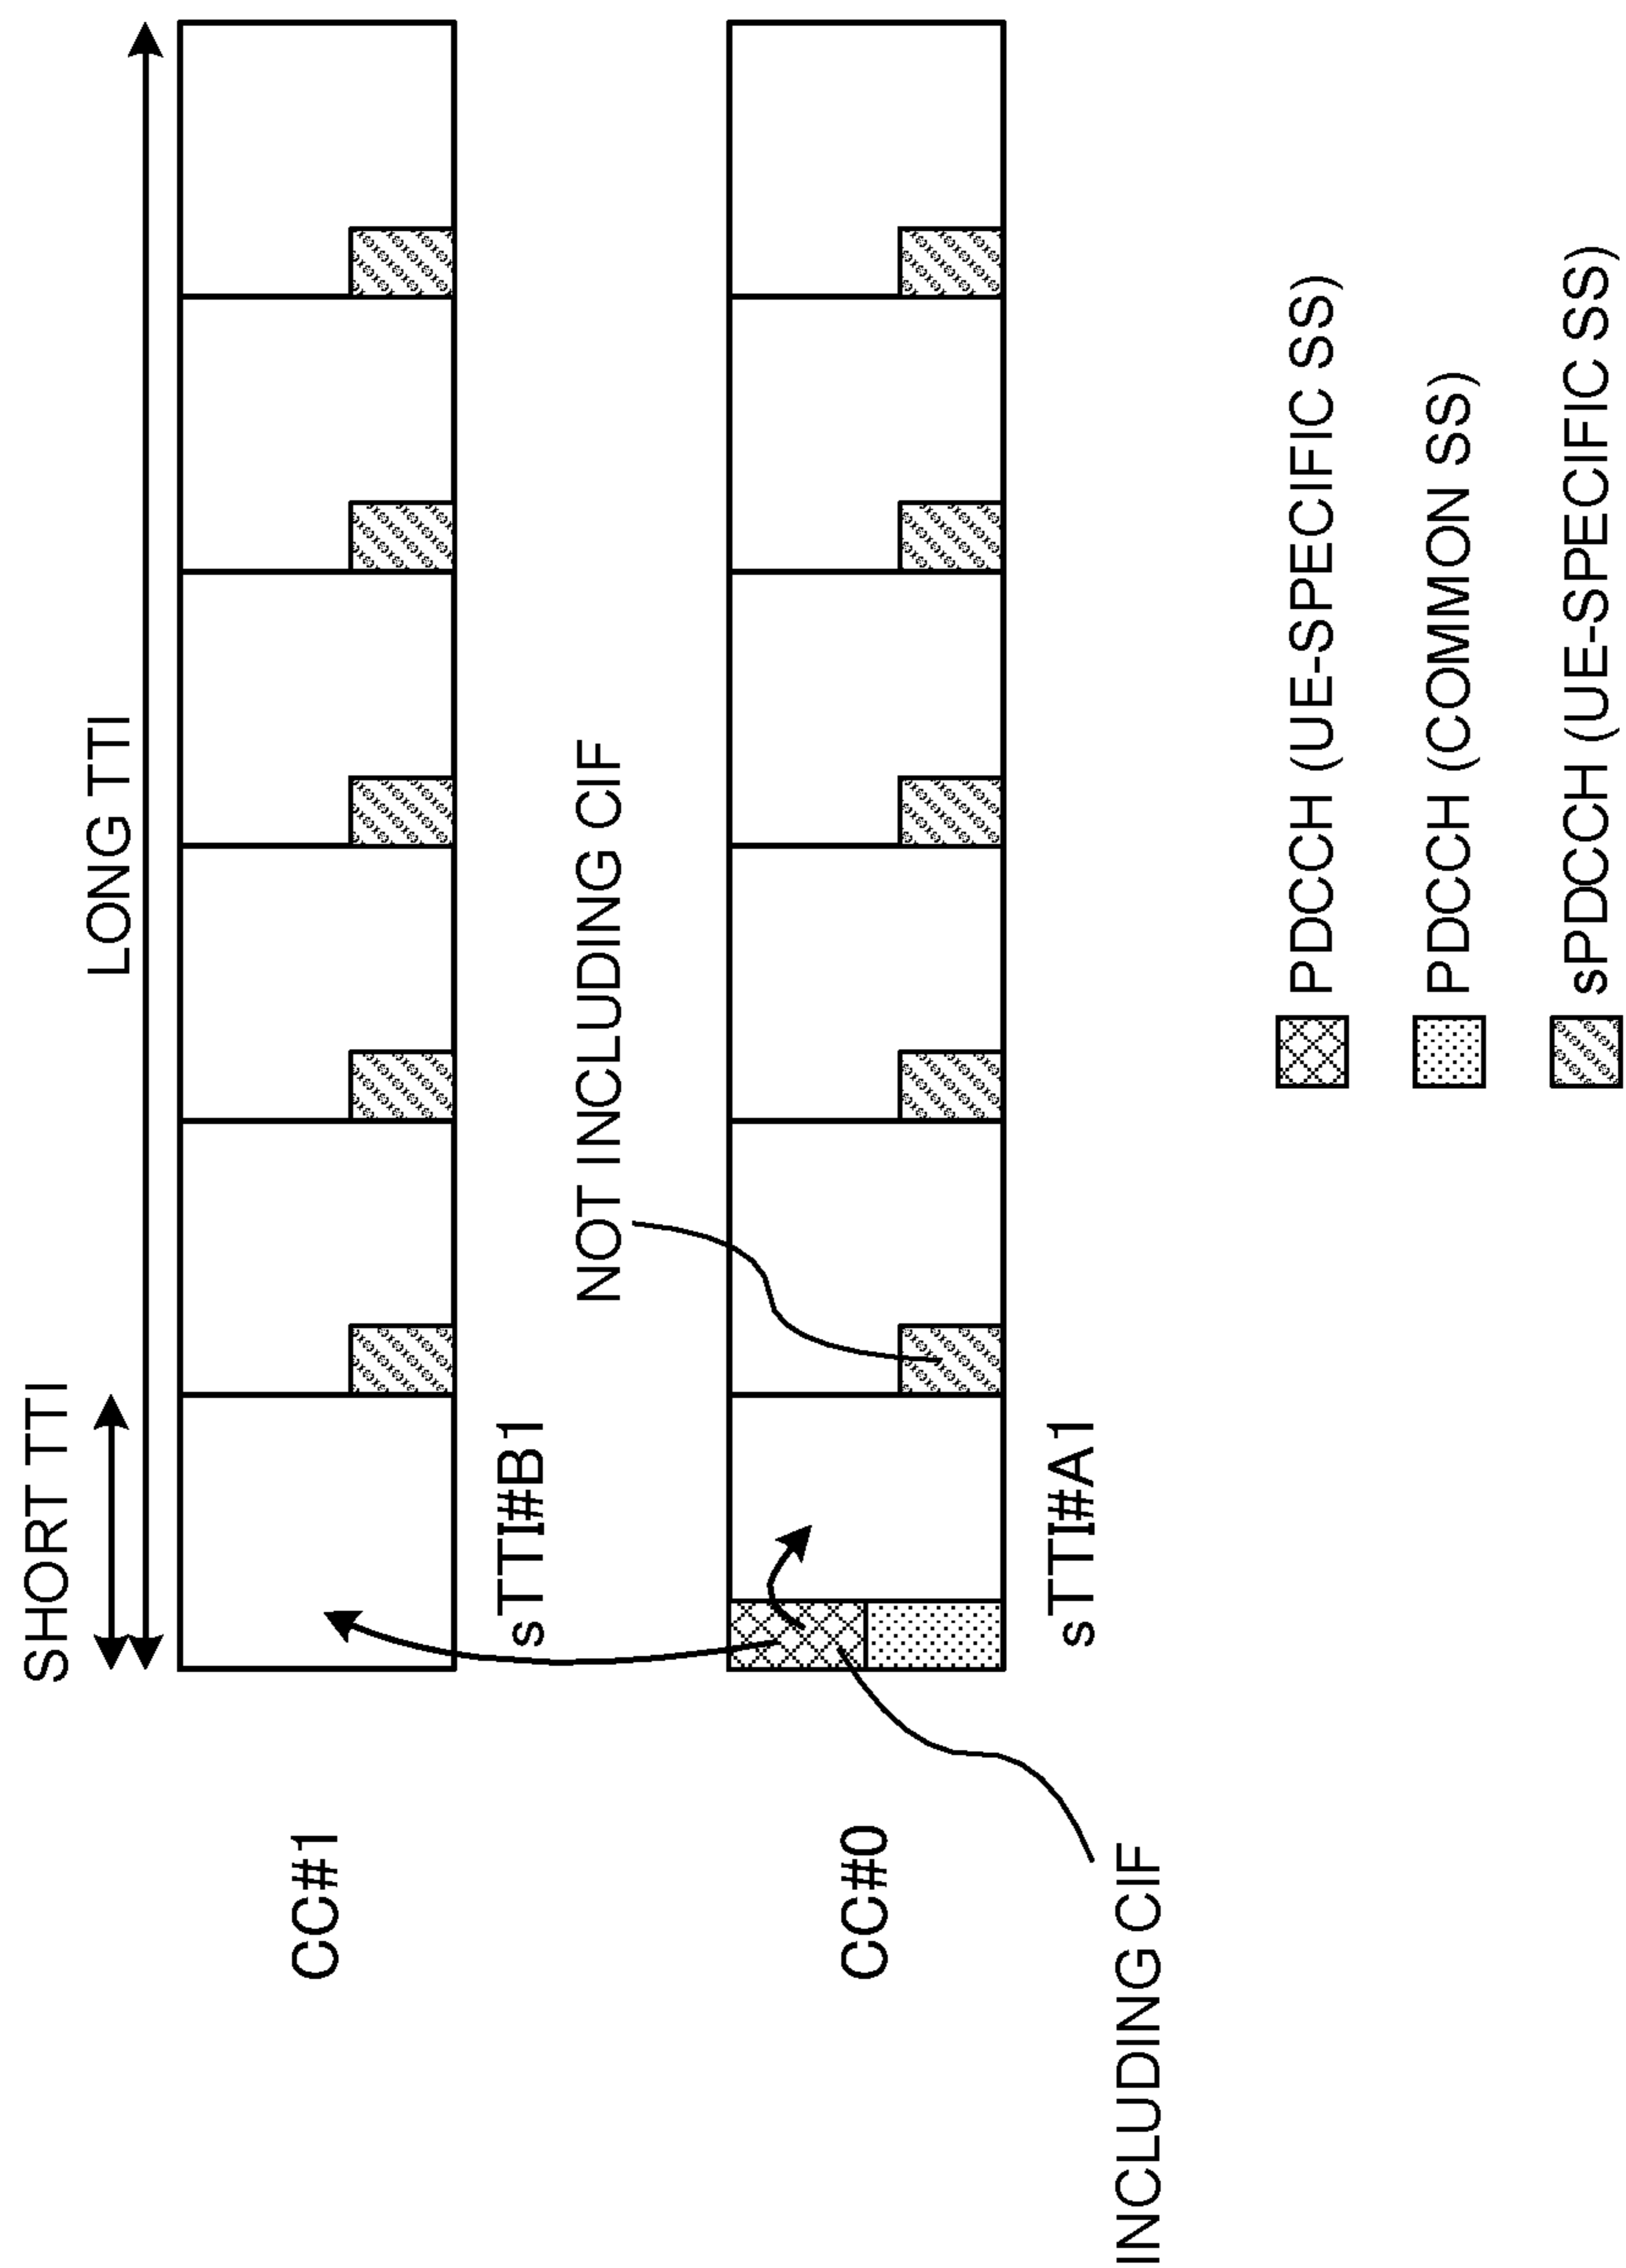 SHORT TTI
LONG TTI
CC#1
sTTI#B1
NOT INCLUDING CIF
CC#0
sTTI#A1
INCLUDING CIF
PDCCH (UE-SPECIFIC SS)
PDCCH (COMMON SS)
sPDCCH (UE-SPECIFIC SS)